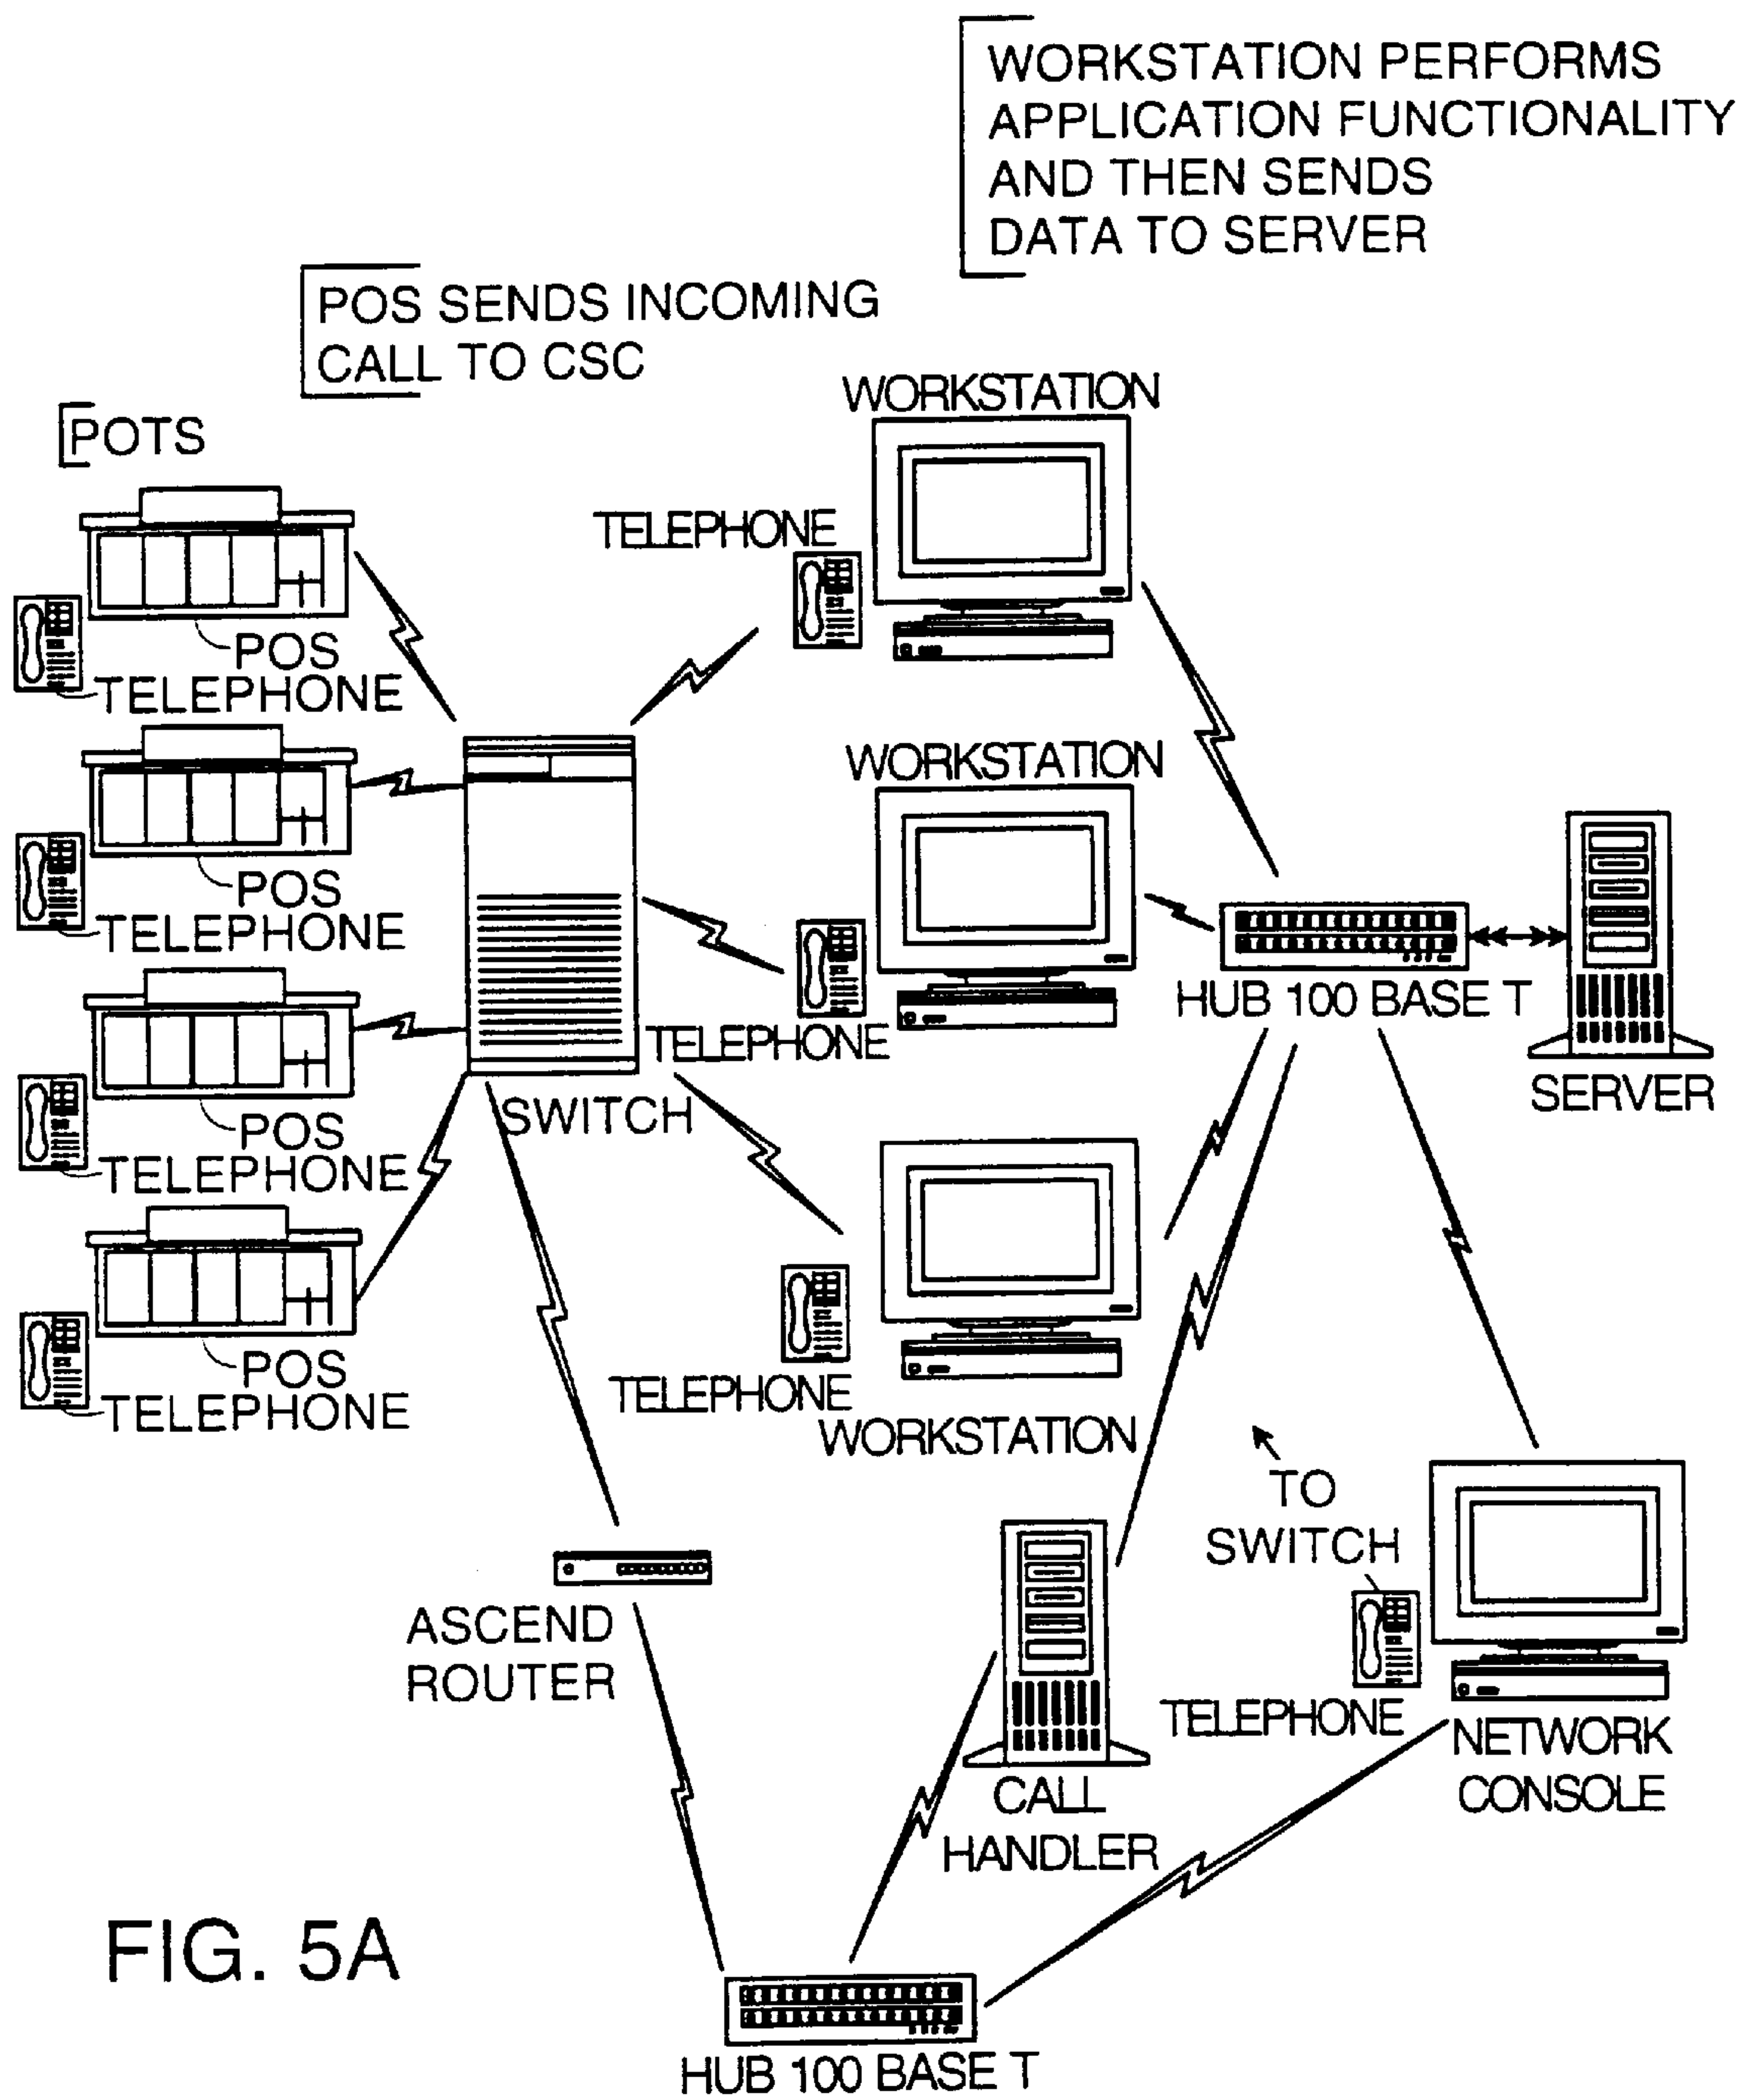 WORKSTATION PERFORMS
APPLICATION FUNCTIONALITY
AND THEN SENDS
DATA TO SERVER
POS SENDS INCOMING
CALL TO CSC
POTS
WORKSTATION
TELEPHONE
POS
TELEPHONE
WORKSTATION
POS
TELEPHONE
HUB 100 BASE T
TELEPHONE
SERVER
SWITCH
POS
TELEPHONE
POS
TELEPHONE
TELEPHONE
WORKSTATION
TO
SWITCH
ASCEND
ROUTER
TELEPHONE
NETWORK
CONSOLE
CALL
HANDLER
FIG. 5A
HUB 100 BASE T